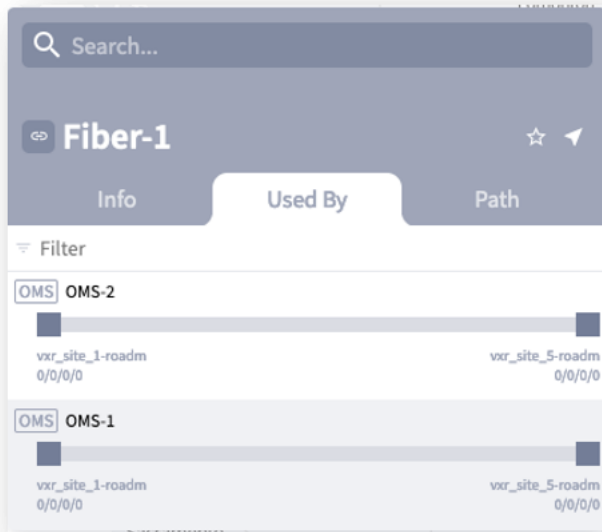 Search...
Fiber-1
Info Used By Path
Filter
OMS OMS-2
vxr_site_1-roadm vxr_site_5-roadm
0/0/0/0 0/0/0/0
OMS OMS-1
vxr_site_1-roadm vxr_site_5-roadm
0/0/0/0 0/0/0/0